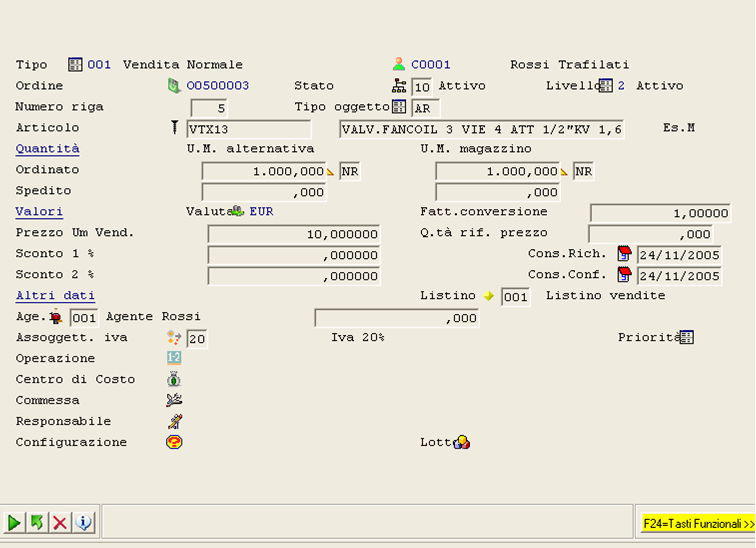 Tipo 001 Vendita Normale C0001 Rossi Trafilati
Ordine OO500003 Stato 10 Attivo Livello 2 Attivo
Numero riga 5 Tipo oggetto AR
Articolo VTX13 VALV.FANCOIL 3 VIE 4 ATT 1/2"KV 1,6 Es.M
Quantità U.M. alternativa U.M. magazzino
Ordinato 1.000,000 NR 1.000,000 NR
Spedito ,000 ,000
Valori Valuta EUR Fatt.conversione 1,00000
Prezzo Um Vend. 10,000000 Q.tà rif. prezzo ,000
Sconto 1 % ,000000 Cons.Rich. 24/11/2005
Sconto 2 % ,000000 Cons.Conf. 24/11/2005
Altri dati Listino 001 Listino vendite
Age.1 001 Agente Rossi ,000
Assoggett. iva 20 Iva 20% Priorità
Operazione
Centro di Costo
Commessa
Responsabile
Configurazione Lotto
F24=Tasti Funzionali >>